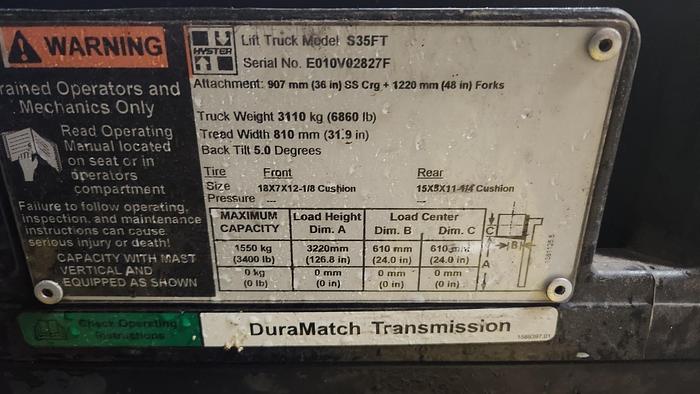 WARNING
rained Operators and
Mechanics Only
Read Operating
Manual located
on seat or in
operators
compartment
Failure to follow operating,
inspection, and maintenance
instructions can cause
serious injury or death!
CAPACITY WITH MAST
VERTICAL AND
EQUIPPED AS SHOWN
HYSTER
Lift Truck Model S35FT
Serial No. E010V02827F
Attachment: 907 mm (36 in) SS Crg + 1220 mm (48 in) Forks
Truck Weight 3110 kg (6860 lb)
Tread Width 810 mm (31.9 in)
Back Tilt 5.0 Degrees
Tire Front Rear
Size 18X7X12-1/8 Cushion 15X5X11-1/4 Cushion
Pressure --- ---
MAXIMUM CAPACITY Load Height Dim. A Load Center Dim. B Dim. C
1550 kg 3220mm 610 mm 610 mm
(3400 lb) (126.8 in) (24.0 in) (24.0 in)
0 kg 0 mm 0 mm 0 mm
(0 lb) (0 in) (0 in) (0 in)
C
B
A
Check Operating
Instructions
DuraMatch Transmission